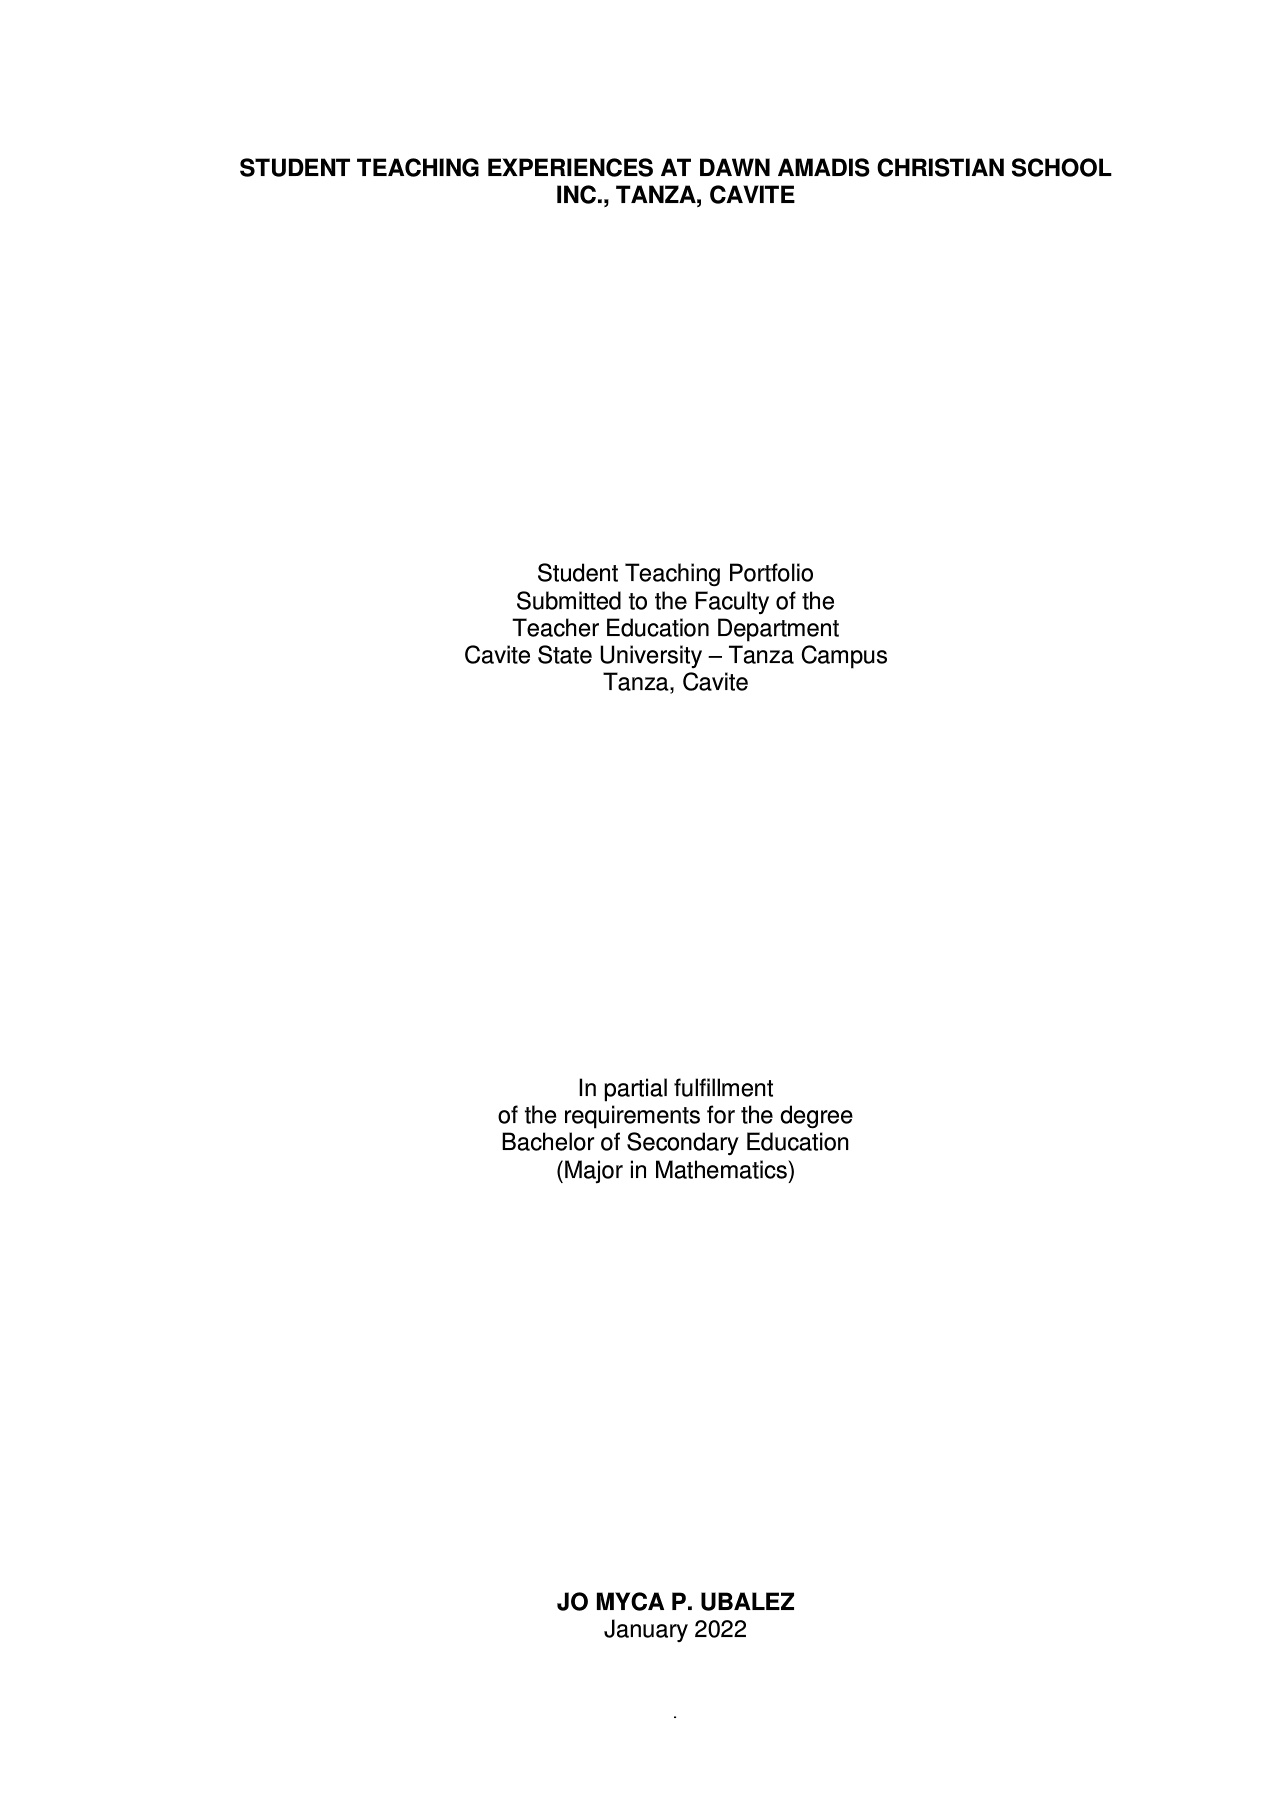 STUDENT TEACHING EXPERIENCES AT DAWN AMADIS CHRISTIAN SCHOOL
INC., TANZA, CAVITE
Student Teaching Portfolio
Submitted to the Faculty of the
Teacher Education Department
Cavite State University – Tanza Campus
Tanza, Cavite
In partial fulfillment
of the requirements for the degree
Bachelor of Secondary Education
(Major in Mathematics)
JO MYCA P. UBALEZ
January 2022
.